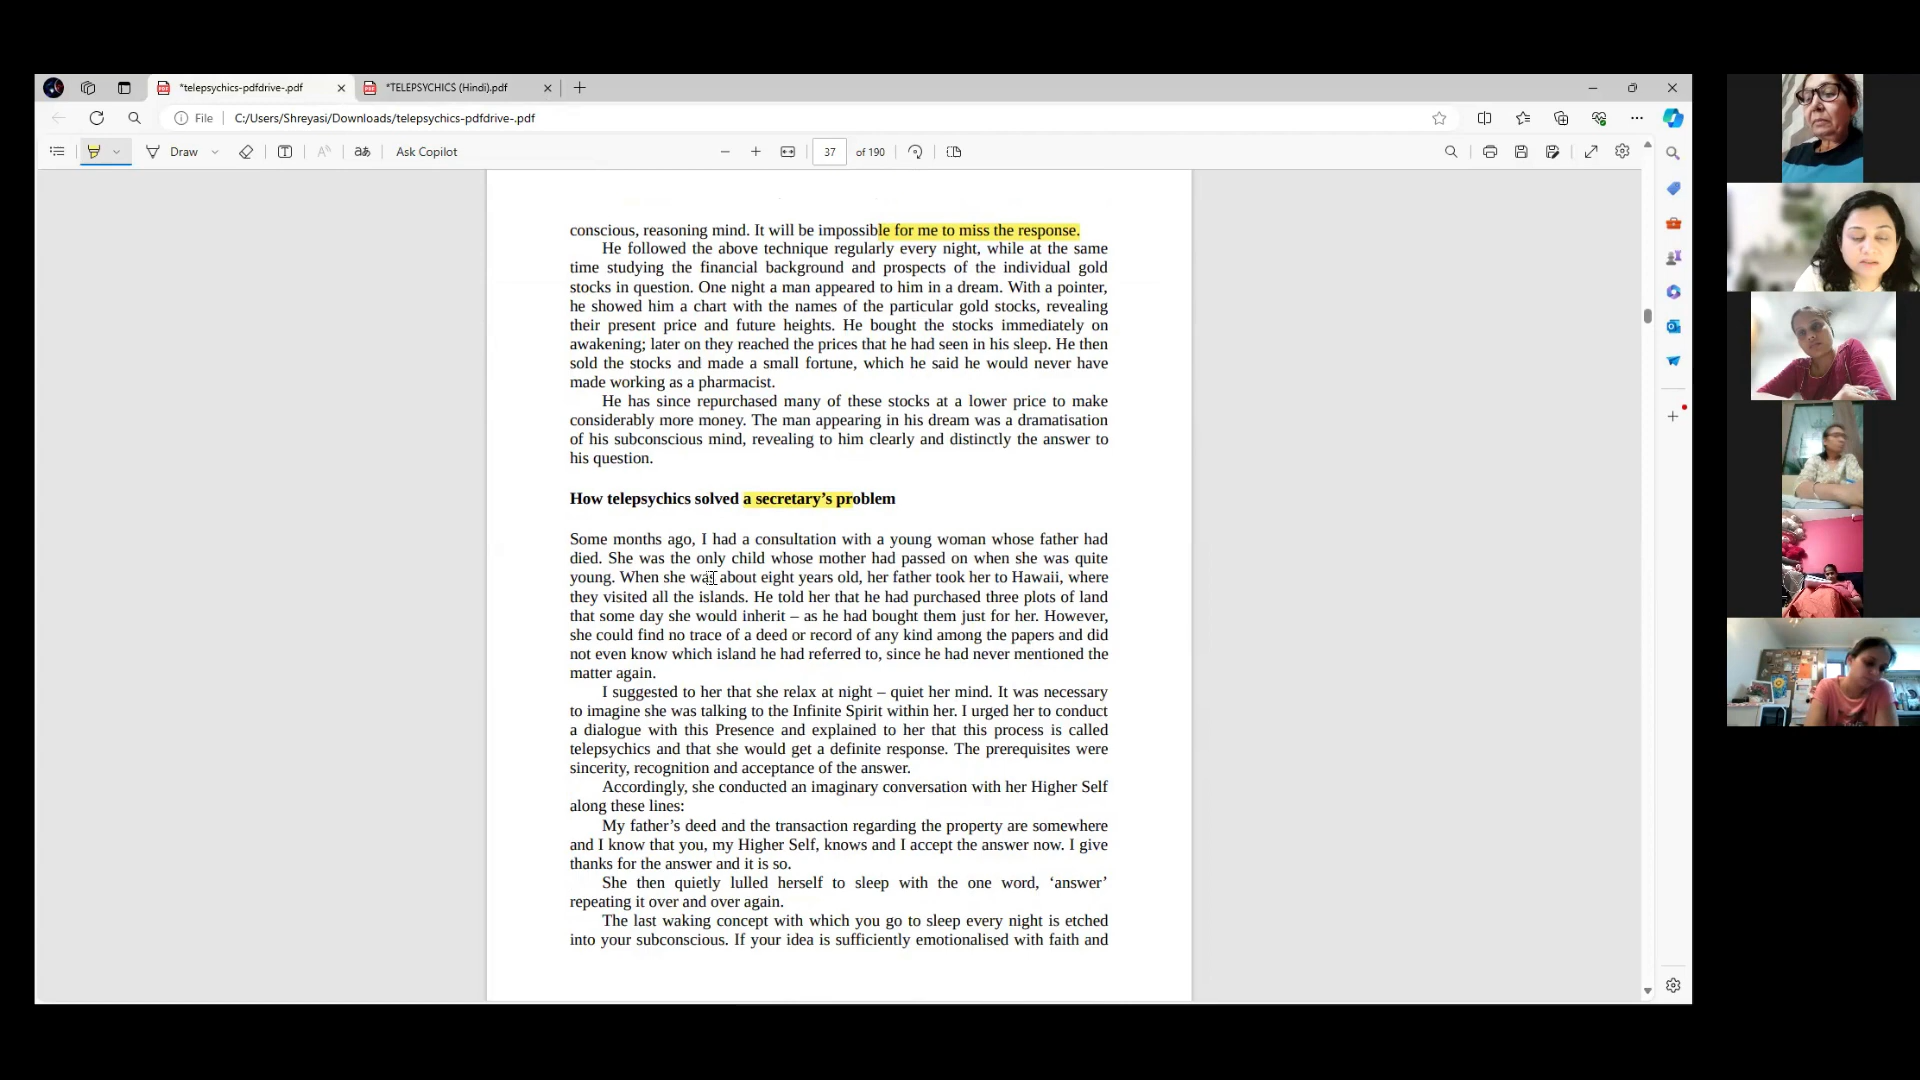 *telepsychics-pdfdrive-.pdf
*TELEPSYCHICS (Hindi).pdf
File
C:/Users/Shreyasi/Downloads/telepsychics-pdfdrive-.pdf
Draw
Ask Copilot
37
of 190
conscious, reasoning mind. It will be impossible for me to miss the response.
He followed the above technique regularly every night, while at the same
time studying the financial background and prospects of the individual gold
stocks in question. One night a man appeared to him in a dream. With a pointer,
he showed him a chart with the names of the particular gold stocks, revealing
their present price and future heights. He bought the stocks immediately on
awakening; later on they reached the prices that he had seen in his sleep. He then
sold the stocks and made a small fortune, which he said he would never have
made working as a pharmacist.
He has since repurchased many of these stocks at a lower price to make
considerably more money. The man appearing in his dream was a dramatisation
of his subconscious mind, revealing to him clearly and distinctly the answer to
his question.
How telepsychics solved a secretary’s problem
Some months ago, I had a consultation with a young woman whose father had
died. She was the only child whose mother had passed on when she was quite
young. When she was about eight years old, her father took her to Hawaii, where
they visited all the islands. He told her that he had purchased three plots of land
that some day she would inherit – as he had bought them just for her. However,
she could find no trace of a deed or record of any kind among the papers and did
not even know which island he had referred to, since he had never mentioned the
matter again.
I suggested to her that she relax at night – quiet her mind. It was necessary
to imagine she was talking to the Infinite Spirit within her. I urged her to conduct
a dialogue with this Presence and explained to her that this process is called
telepsychics and that she would get a definite response. The prerequisites were
sincerity, recognition and acceptance of the answer.
Accordingly, she conducted an imaginary conversation with her Higher Self
along these lines:
My father’s deed and the transaction regarding the property are somewhere
and I know that you, my Higher Self, knows and I accept the answer now. I give
thanks for the answer and it is so.
She then quietly lulled herself to sleep with the one word, ‘answer’
repeating it over and over again.
The last waking concept with which you go to sleep every night is etched
into your subconscious. If your idea is sufficiently emotionalised with faith and